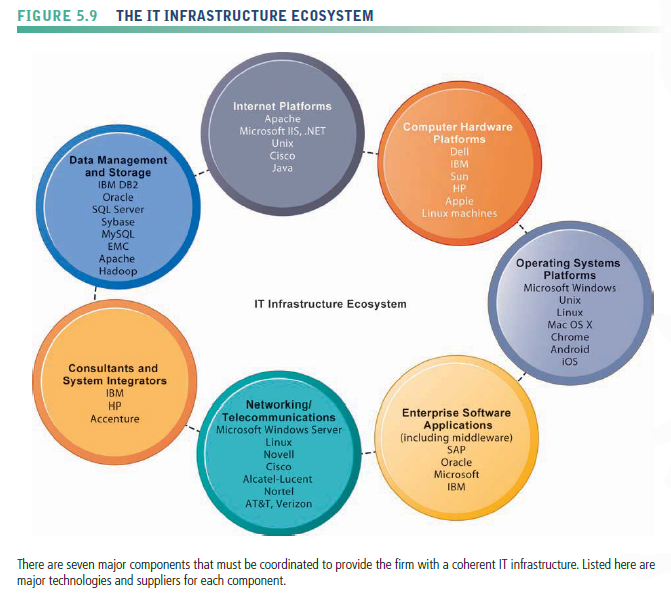 FIGURE 5.9 THE IT INFRASTRUCTURE ECOSYSTEM
Internet Platforms
Apache
Microsoft IIS, .NET
Unix
Cisco
Java
Computer Hardware
Platforms
Dell
IBM
Sun
HP
Apple
Linux machines
Data Management
and Storage
IBM DB2
Oracle
SQL Server
Sybase
MySQL
EMC
Apache
Hadoop
Operating Systems
Platforms
Microsoft Windows
Unix
Linux
Mac OS X
Chrome
Android
iOS
IT Infrastructure Ecosystem
Consultants and
System Integrators
IBM
HP
Accenture
Networking/
Telecommunications
Microsoft Windows Server
Linux
Novell
Cisco
Alcatel-Lucent
Nortel
AT&T, Verizon
Enterprise Software
Applications
(including middleware)
SAP
Oracle
Microsoft
IBM
There are seven major components that must be coordinated to provide the firm with a coherent IT infrastructure. Listed here are
major technologies and suppliers for each component.